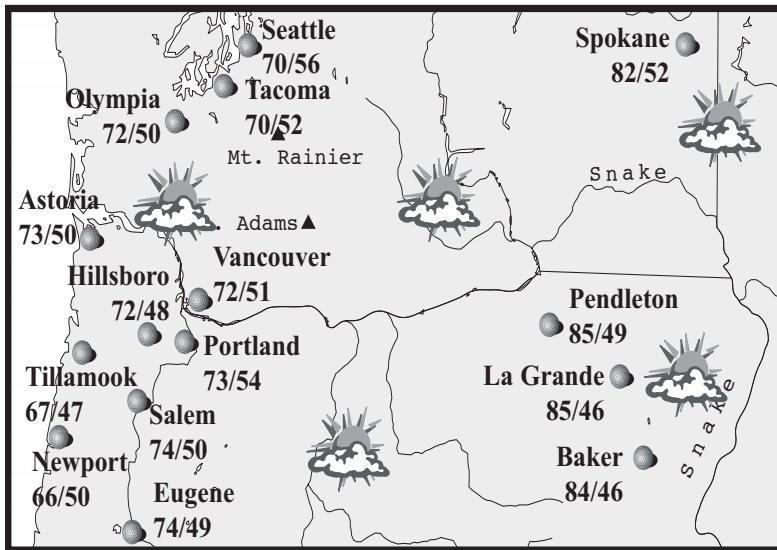 Seattle
70/56
Spokane
82/52
Tacoma
70/52
Olympia
72/50
Mt. Rainier
Snake
Astoria
73/50
. Adams
Vancouver
72/51
Hillsboro
72/48
Pendleton
85/49
Portland
73/54
Tillamook
67/47
La Grande
85/46
Snake
Salem
74/50
Newport
66/50
Baker
84/46
Eugene
74/49